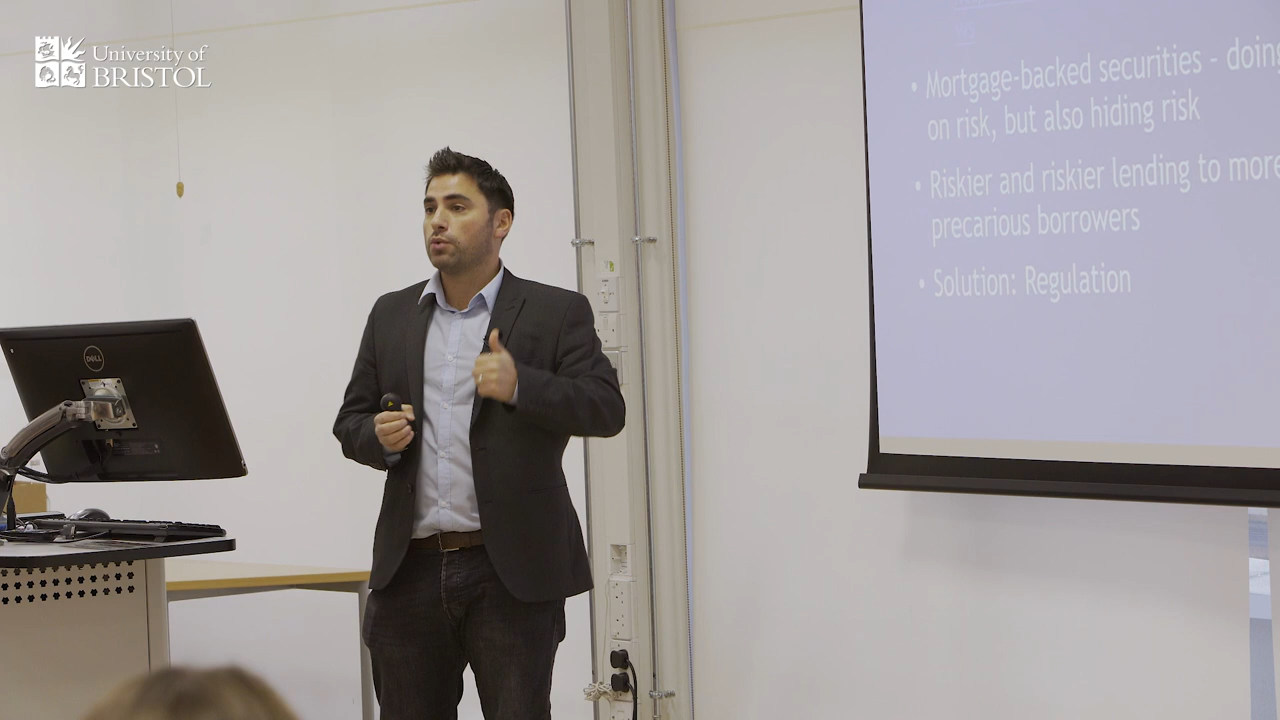 University of
BRISTOL
• Mortgage-backed securities - doing
on risk, but also hiding risk
• Riskier and riskier lending to more
precarious borrowers
• Solution: Regulation
DELL